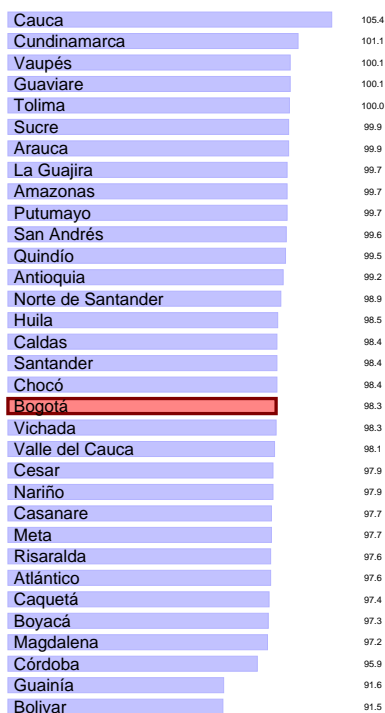 Cauca 105.4
Cundinamarca 101.1
Vaupés 100.1
Guaviare 100.1
Tolima 100.0
Sucre 99.9
Arauca 99.9
La Guajira 99.7
Amazonas 99.7
Putumayo 99.7
San Andrés 99.6
Quindío 99.5
Antioquia 99.2
Norte de Santander 98.9
Huila 98.5
Caldas 98.4
Santander 98.4
Chocó 98.4
Bogotá 98.3
Vichada 98.3
Valle del Cauca 98.1
Cesar 97.9
Nariño 97.9
Casanare 97.7
Meta 97.7
Risaralda 97.6
Atlántico 97.6
Caquetá 97.4
Boyacá 97.3
Magdalena 97.2
Córdoba 95.9
Guainía 91.6
Bolivar 91.5